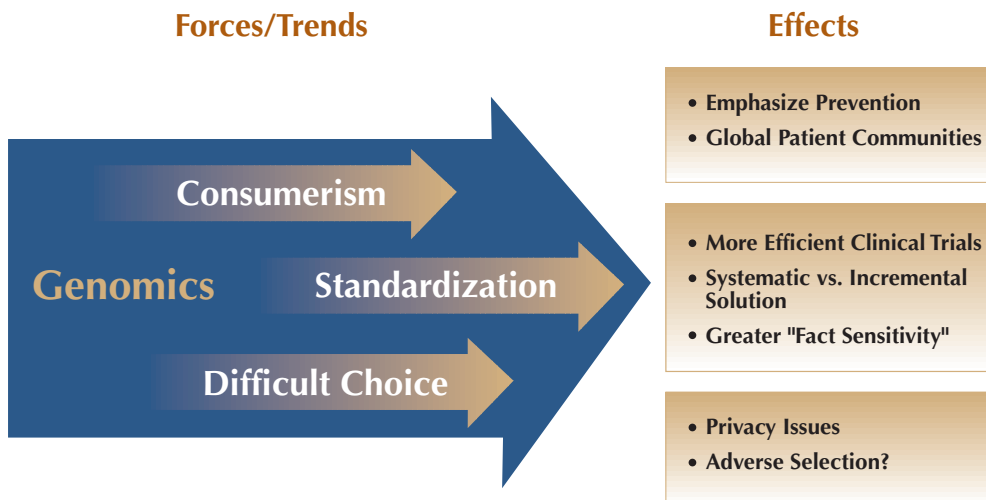 Forces/Trends
Effects
Genomics
Consumerism
Standardization
Difficult Choice
• Emphasize Prevention
• Global Patient Communities
• More Efficient Clinical Trials
• Systematic vs. Incremental
Solution
• Greater "Fact Sensitivity"
• Privacy Issues
• Adverse Selection?